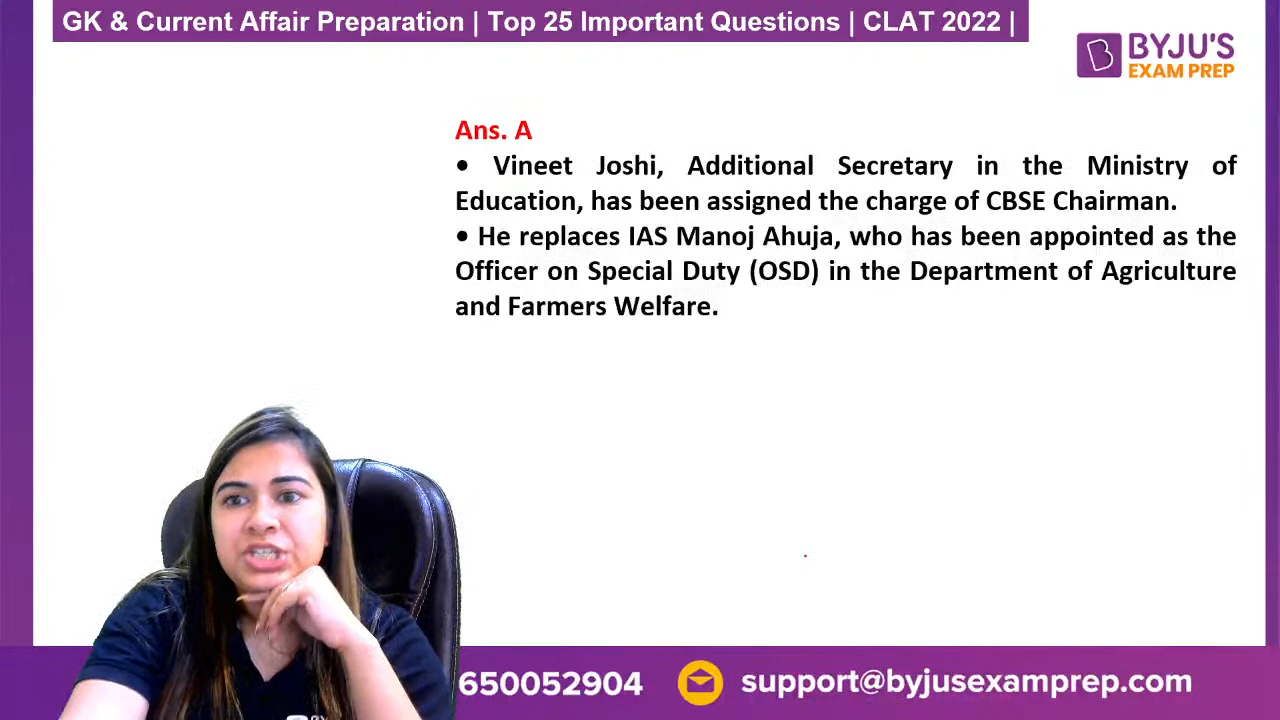 GK & Current Affair Preparation | Top 25 Important Questions | CLAT 2022 |
BYJU'S
EXAM PREP
Ans. A
• Vineet Joshi, Additional Secretary in the Ministry of
Education, has been assigned the charge of CBSE Chairman.
• He replaces IAS Manoj Ahuja, who has been appointed as the
Officer on Special Duty (OSD) in the Department of Agriculture
and Farmers Welfare.
650052904 support@byjusexamprep.com